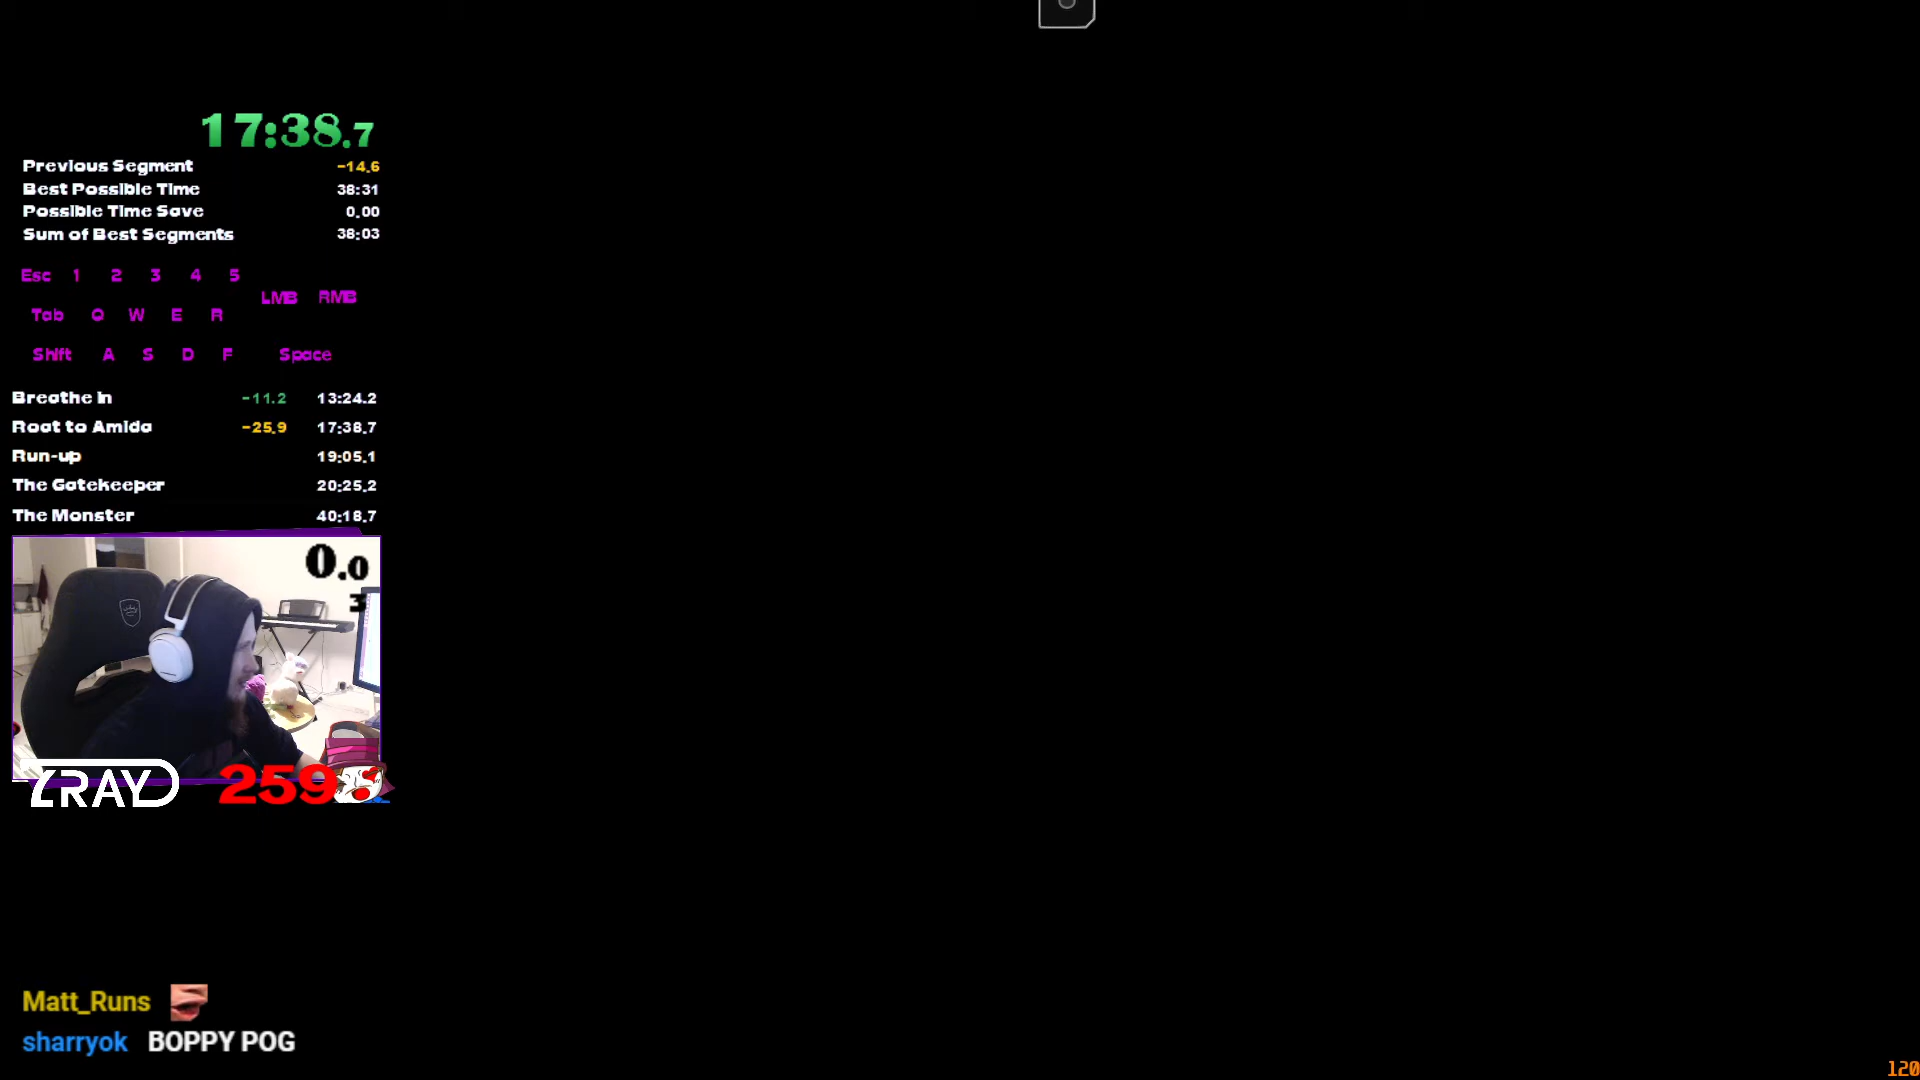 17:38.7
Previous Segment -14.6
Best Possible Time 38:31
Possible Time Save 0.00
Sum of Best Segments 38:03
Esc 1 2 3 4 5
LMB RMB
Tab Q W E R
Shift A S D F Space
Breathe In -11.2 13:24.2
Root to Amida -25.9 17:38.7
Run-up 19:05.1
The Gatekeeper 20:25.2
The Monster 40:18.7
0.0
3
ZRAY 259
Matt_Runs
sharryok BOPPY POG
120